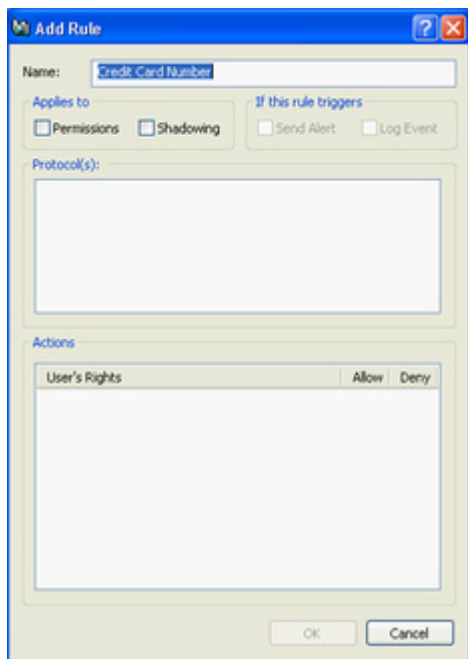 Add Rule
Name: Credit Card Number
Applies to
If this rule triggers
Permissions Shadowing Send Alert Log Event
Protocol(s):
Actions
User's Rights Allow Deny
OK Cancel